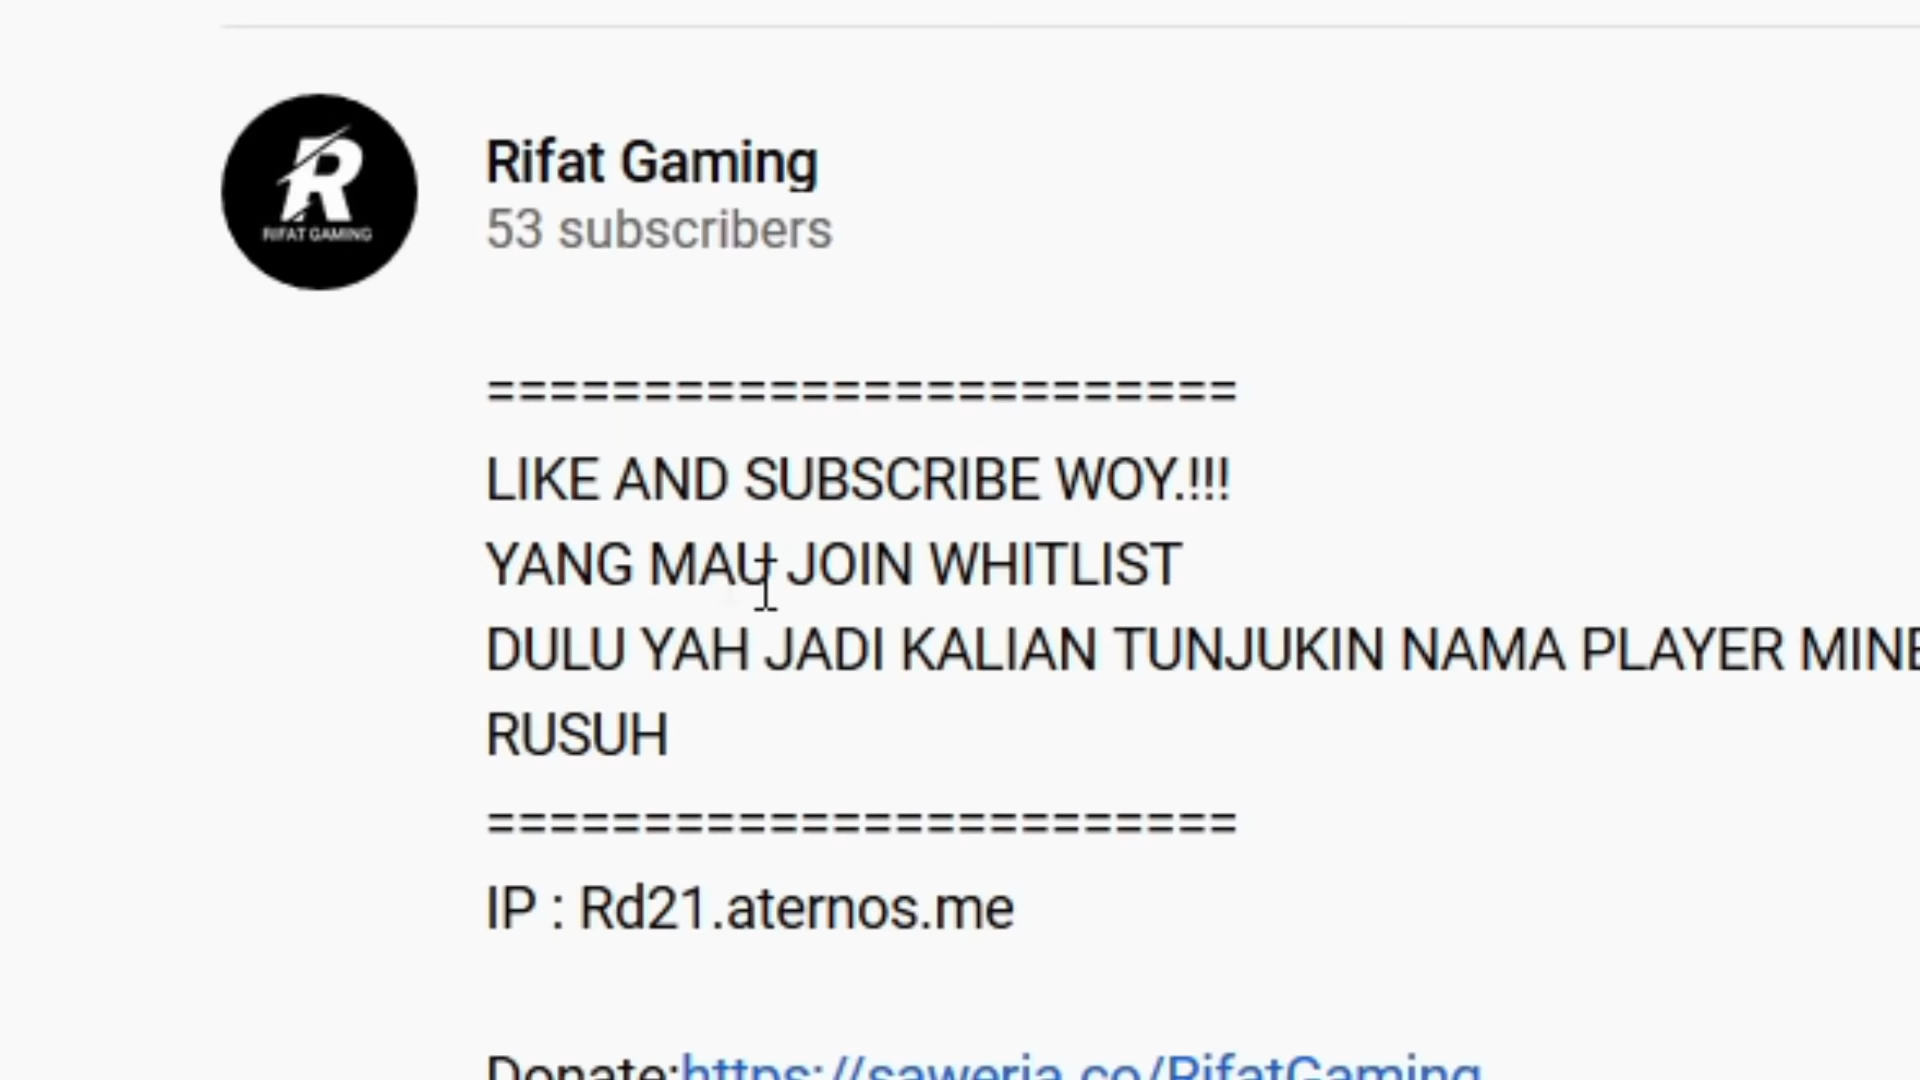 RIFAT GAMING
Rifat Gaming
53 subscribers
========================
LIKE AND SUBSCRIBE WOY.!!!
YANG MAU JOIN WHITLIST
DULU YAH JADI KALIAN TUNJUKIN NAMA PLAYER
RUSUH
========================
IP : Rd21.aternos.me
Donate:https://saweria.co/RifatGaming